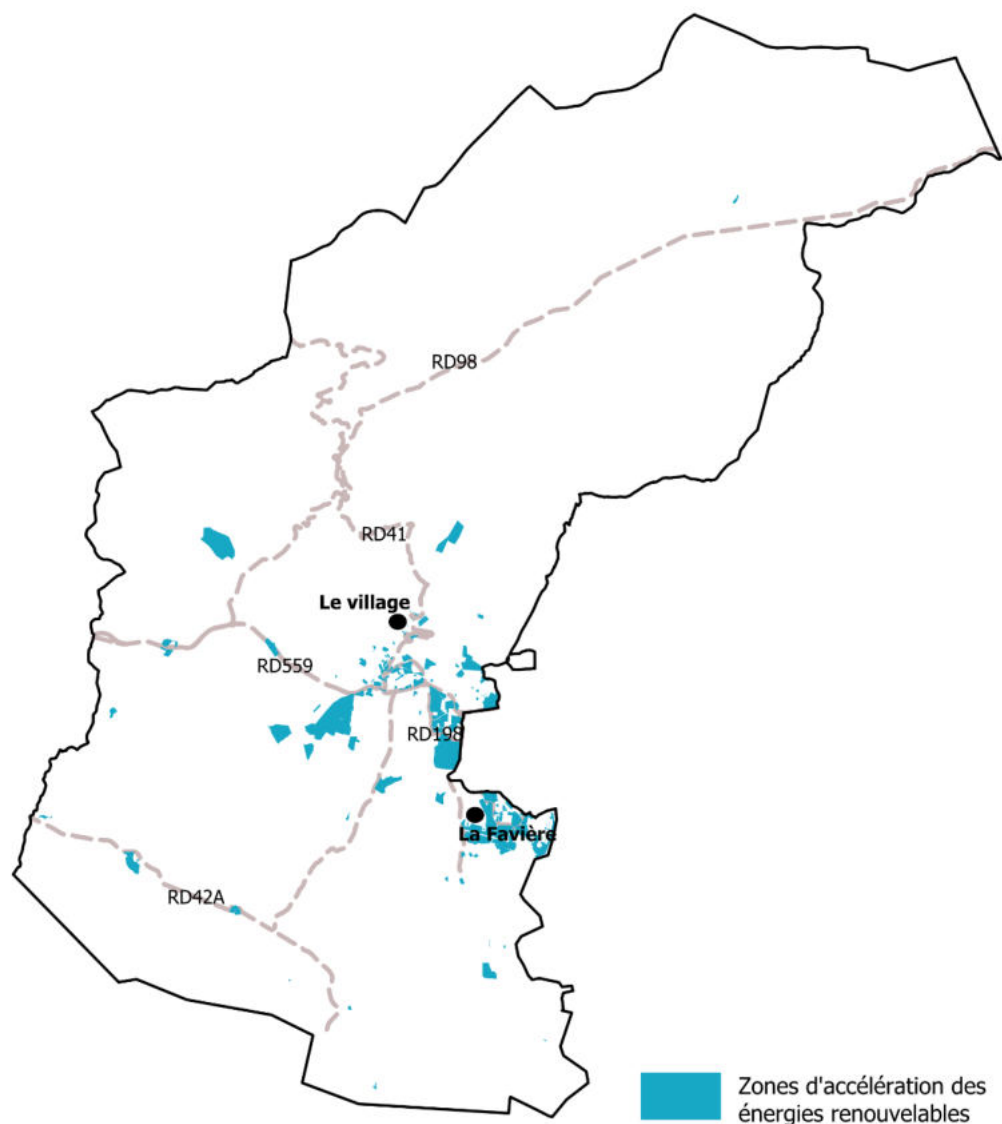 RD98
RD41
Le village
RD559
RD198
La Favière
RD42A
Zones d'accélération des
énergies renouvelables